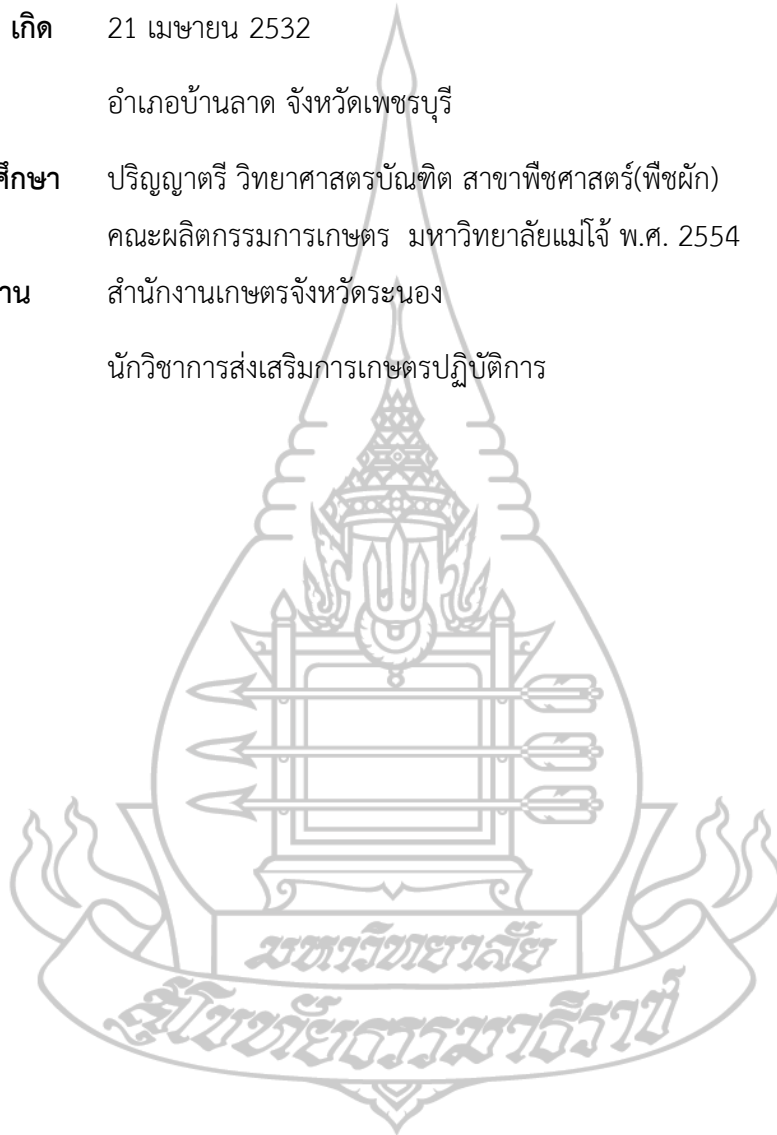 เกิด 21 เมษายน 2532
อำเภอบ้านลาด จังหวัดเพชรบุรี
ศึกษา ปริญญาตรี วิทยาศาสตรบัณฑิต สาขาพืชศาสตร์(พืชผัก)
คณะผลิตกรรมการเกษตร มหาวิทยาลัยแม่โจ้ พ.ศ. 2554
าน สำนักงานเกษตรจังหวัดระนอง
นักวิชาการส่งเสริมการเกษตรปฏิบัติการ
มหาวิทยาลัย
สุโขทัยธรรมาธิราช